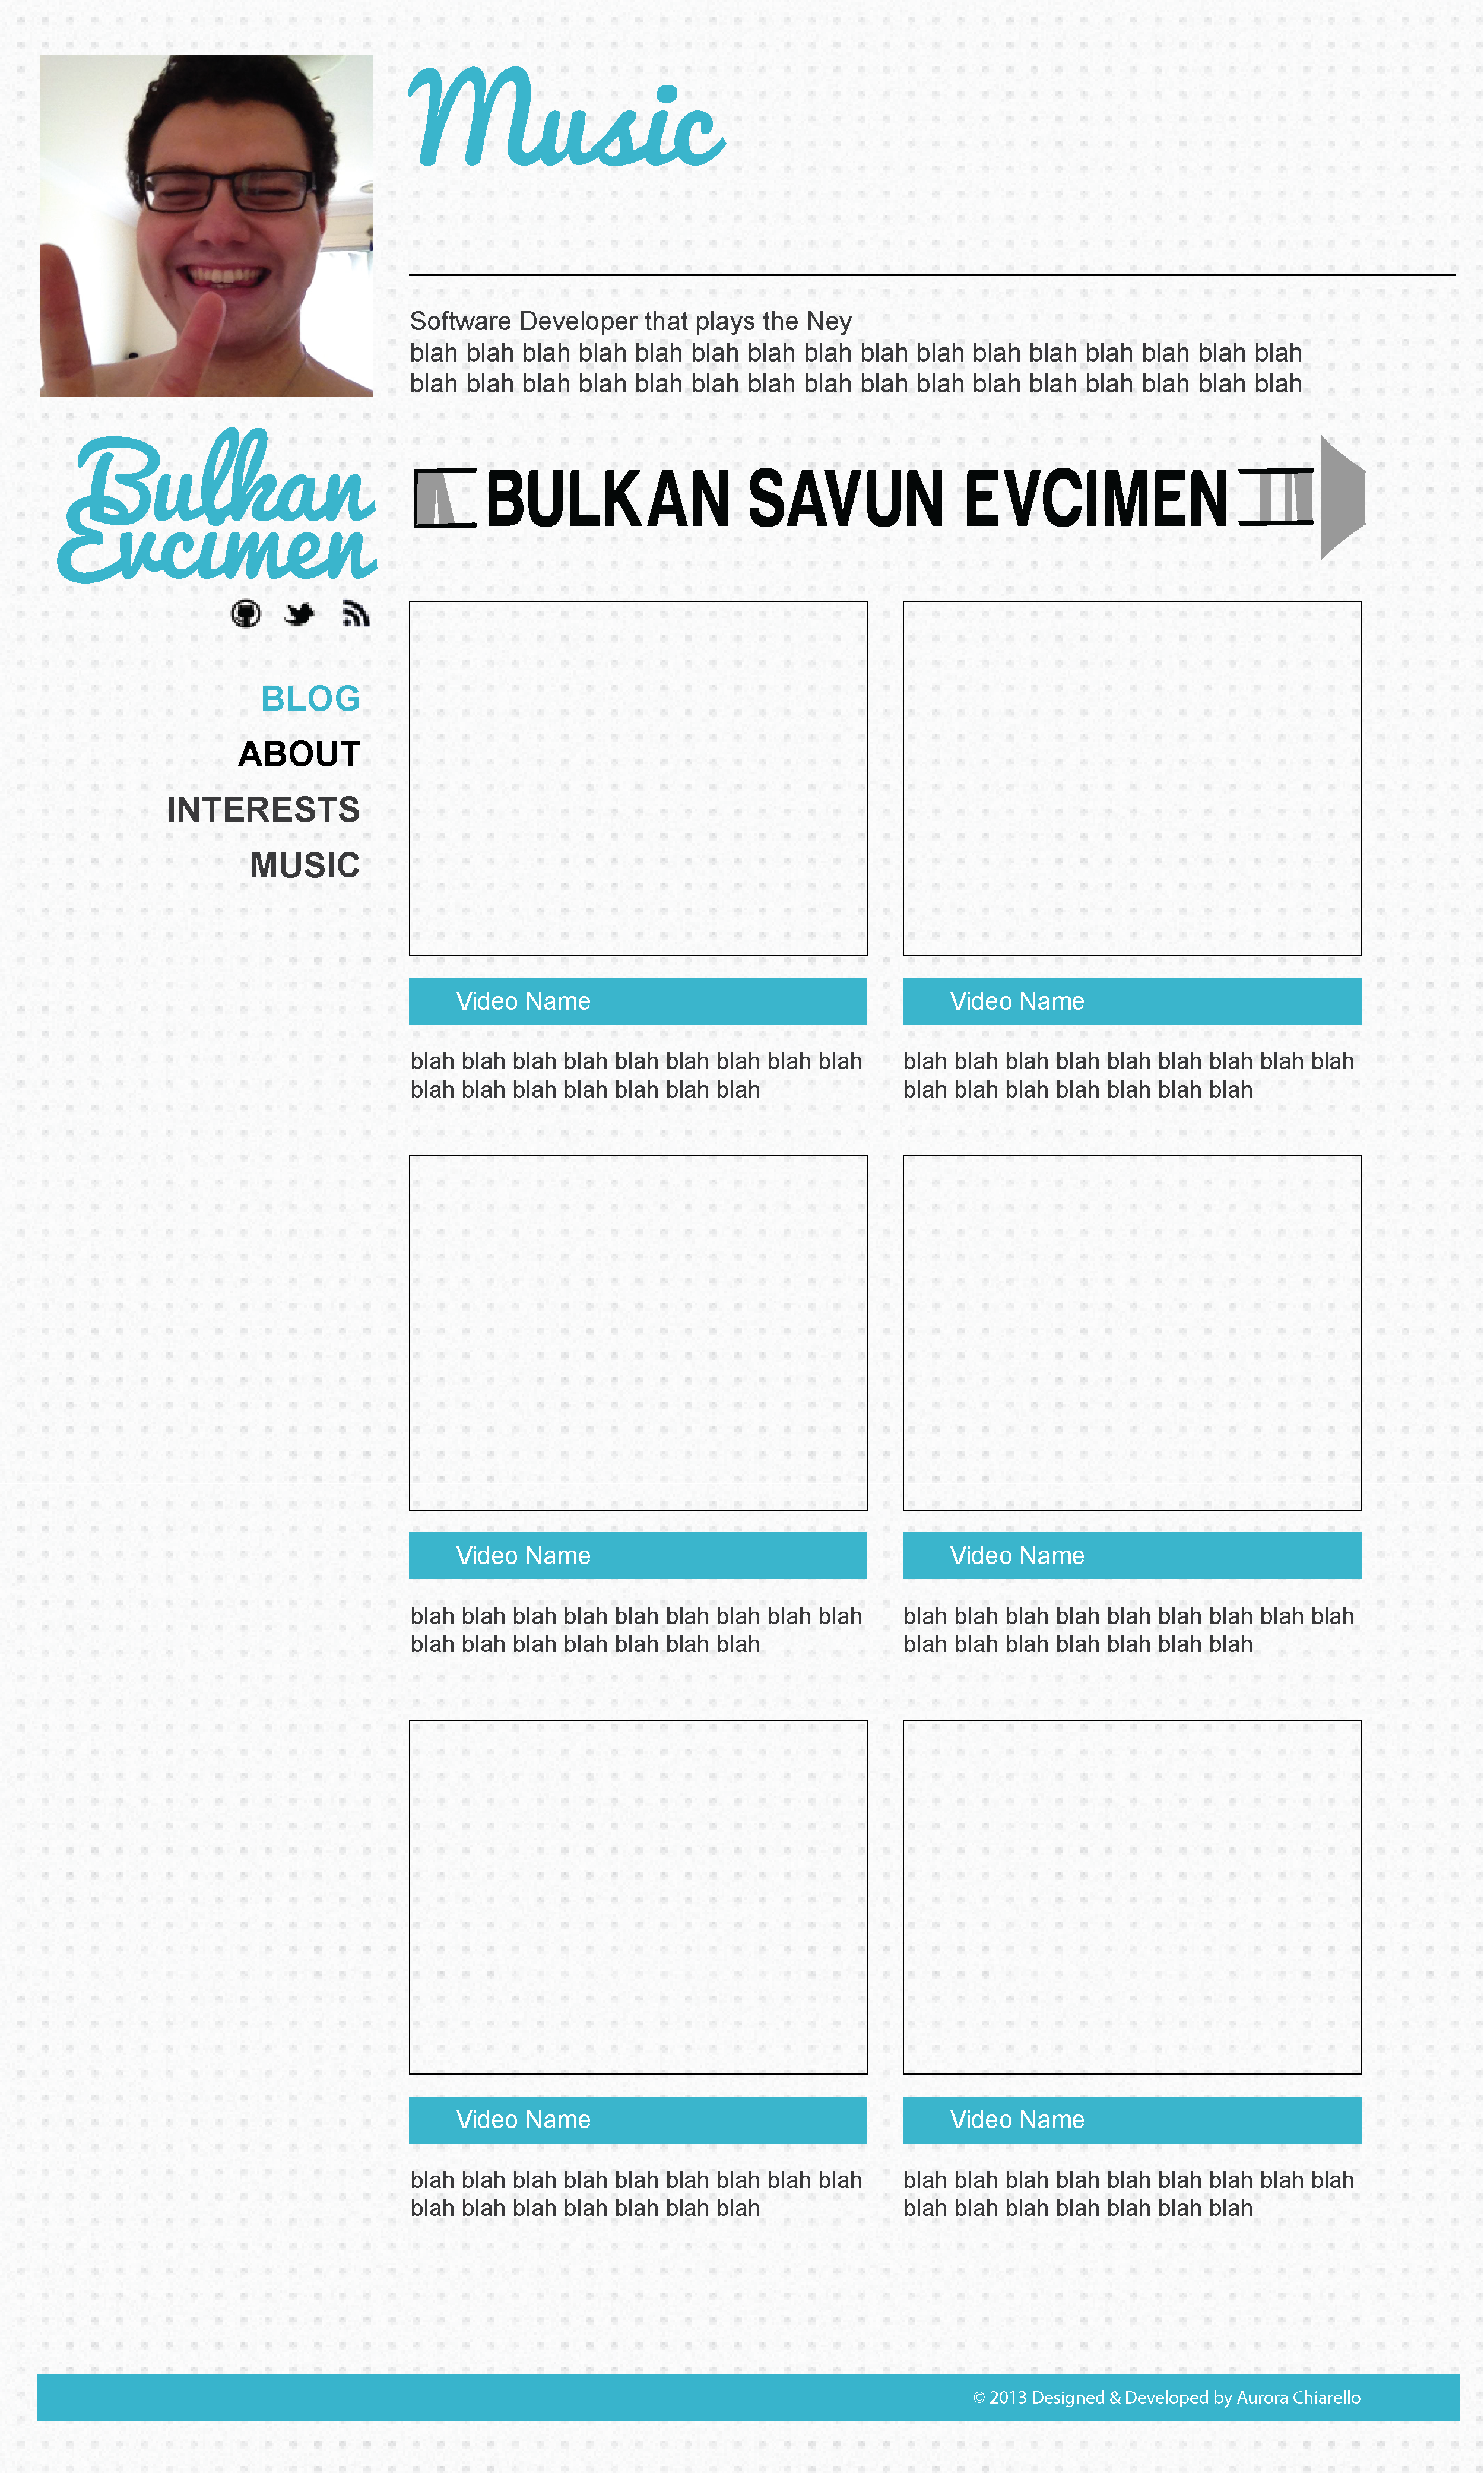 Music
Software Developer that plays the Ney
blah blah blah blah blah blah blah blah blah blah blah blah blah blah blah blah
blah blah blah blah blah blah blah blah blah blah blah blah blah blah blah blah
Bulkan
Evcimen
BULKAN SAVUN EVCIMEN
BLOG
ABOUT
INTERESTS
MUSIC
Video Name
blah blah blah blah blah blah blah blah blah
blah blah blah blah blah blah blah
Video Name
blah blah blah blah blah blah blah blah blah
blah blah blah blah blah blah blah
Video Name
blah blah blah blah blah blah blah blah blah
blah blah blah blah blah blah blah
Video Name
blah blah blah blah blah blah blah blah blah
blah blah blah blah blah blah blah
Video Name
blah blah blah blah blah blah blah blah blah
blah blah blah blah blah blah blah
Video Name
blah blah blah blah blah blah blah blah blah
blah blah blah blah blah blah blah
© 2013 Designed & Developed by Aurora Chiarello